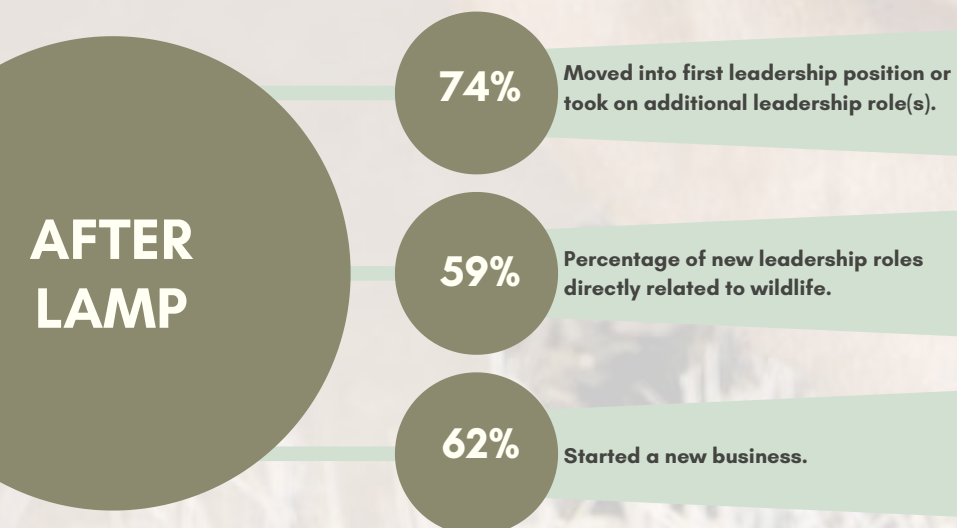 AFTER
LAMP
74%
Moved into first leadership position or
took on additional leadership role(s).
59%
Percentage of new leadership roles
directly related to wildlife.
62%
Started a new business.